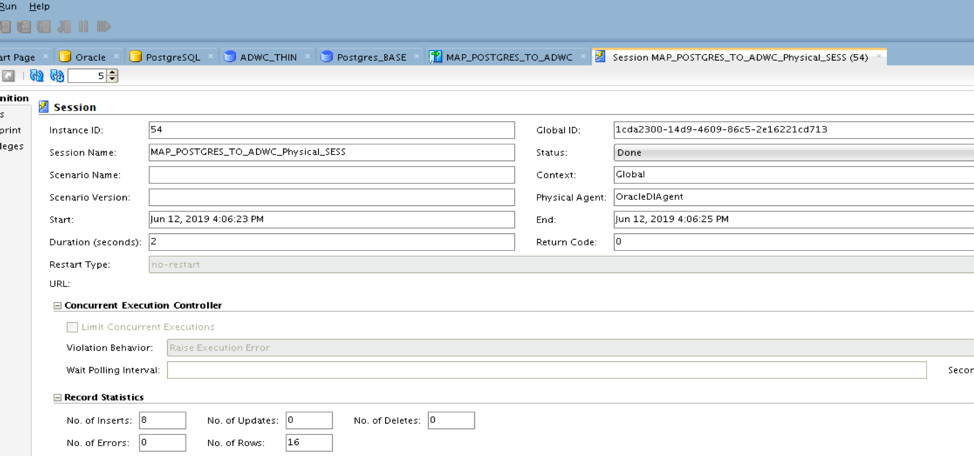 Run Help
art Page Oracle PostgreSQL ADWC_THIN Postgres_BASE MAP_POSTGRES_TO_ADWC Session MAP_POSTGRES_TO_ADWC_Physical_SESS (54)
5
nition
s
print
leges
Session
Instance ID: 54 Global ID: 1cda2300-14d9-4609-86c5-2e16221cd713
Session Name: MAP_POSTGRES_TO_ADWC_Physical_SESS Status: Done
Scenario Name: Context: Global
Scenario Version: Physical Agent: OracleDIAgent
Start: Jun 12, 2019 4:06:23 PM End: Jun 12, 2019 4:06:25 PM
Duration (seconds): 2 Return Code: 0
Restart Type: no-restart
URL:
Concurrent Execution Controller
Limit Concurrent Executions
Violation Behavior: Raise Execution Error
Wait Polling Interval: Secon
Record Statistics
No. of Inserts: 8 No. of Updates: 0 No. of Deletes: 0
No. of Errors: 0 No. of Rows: 16